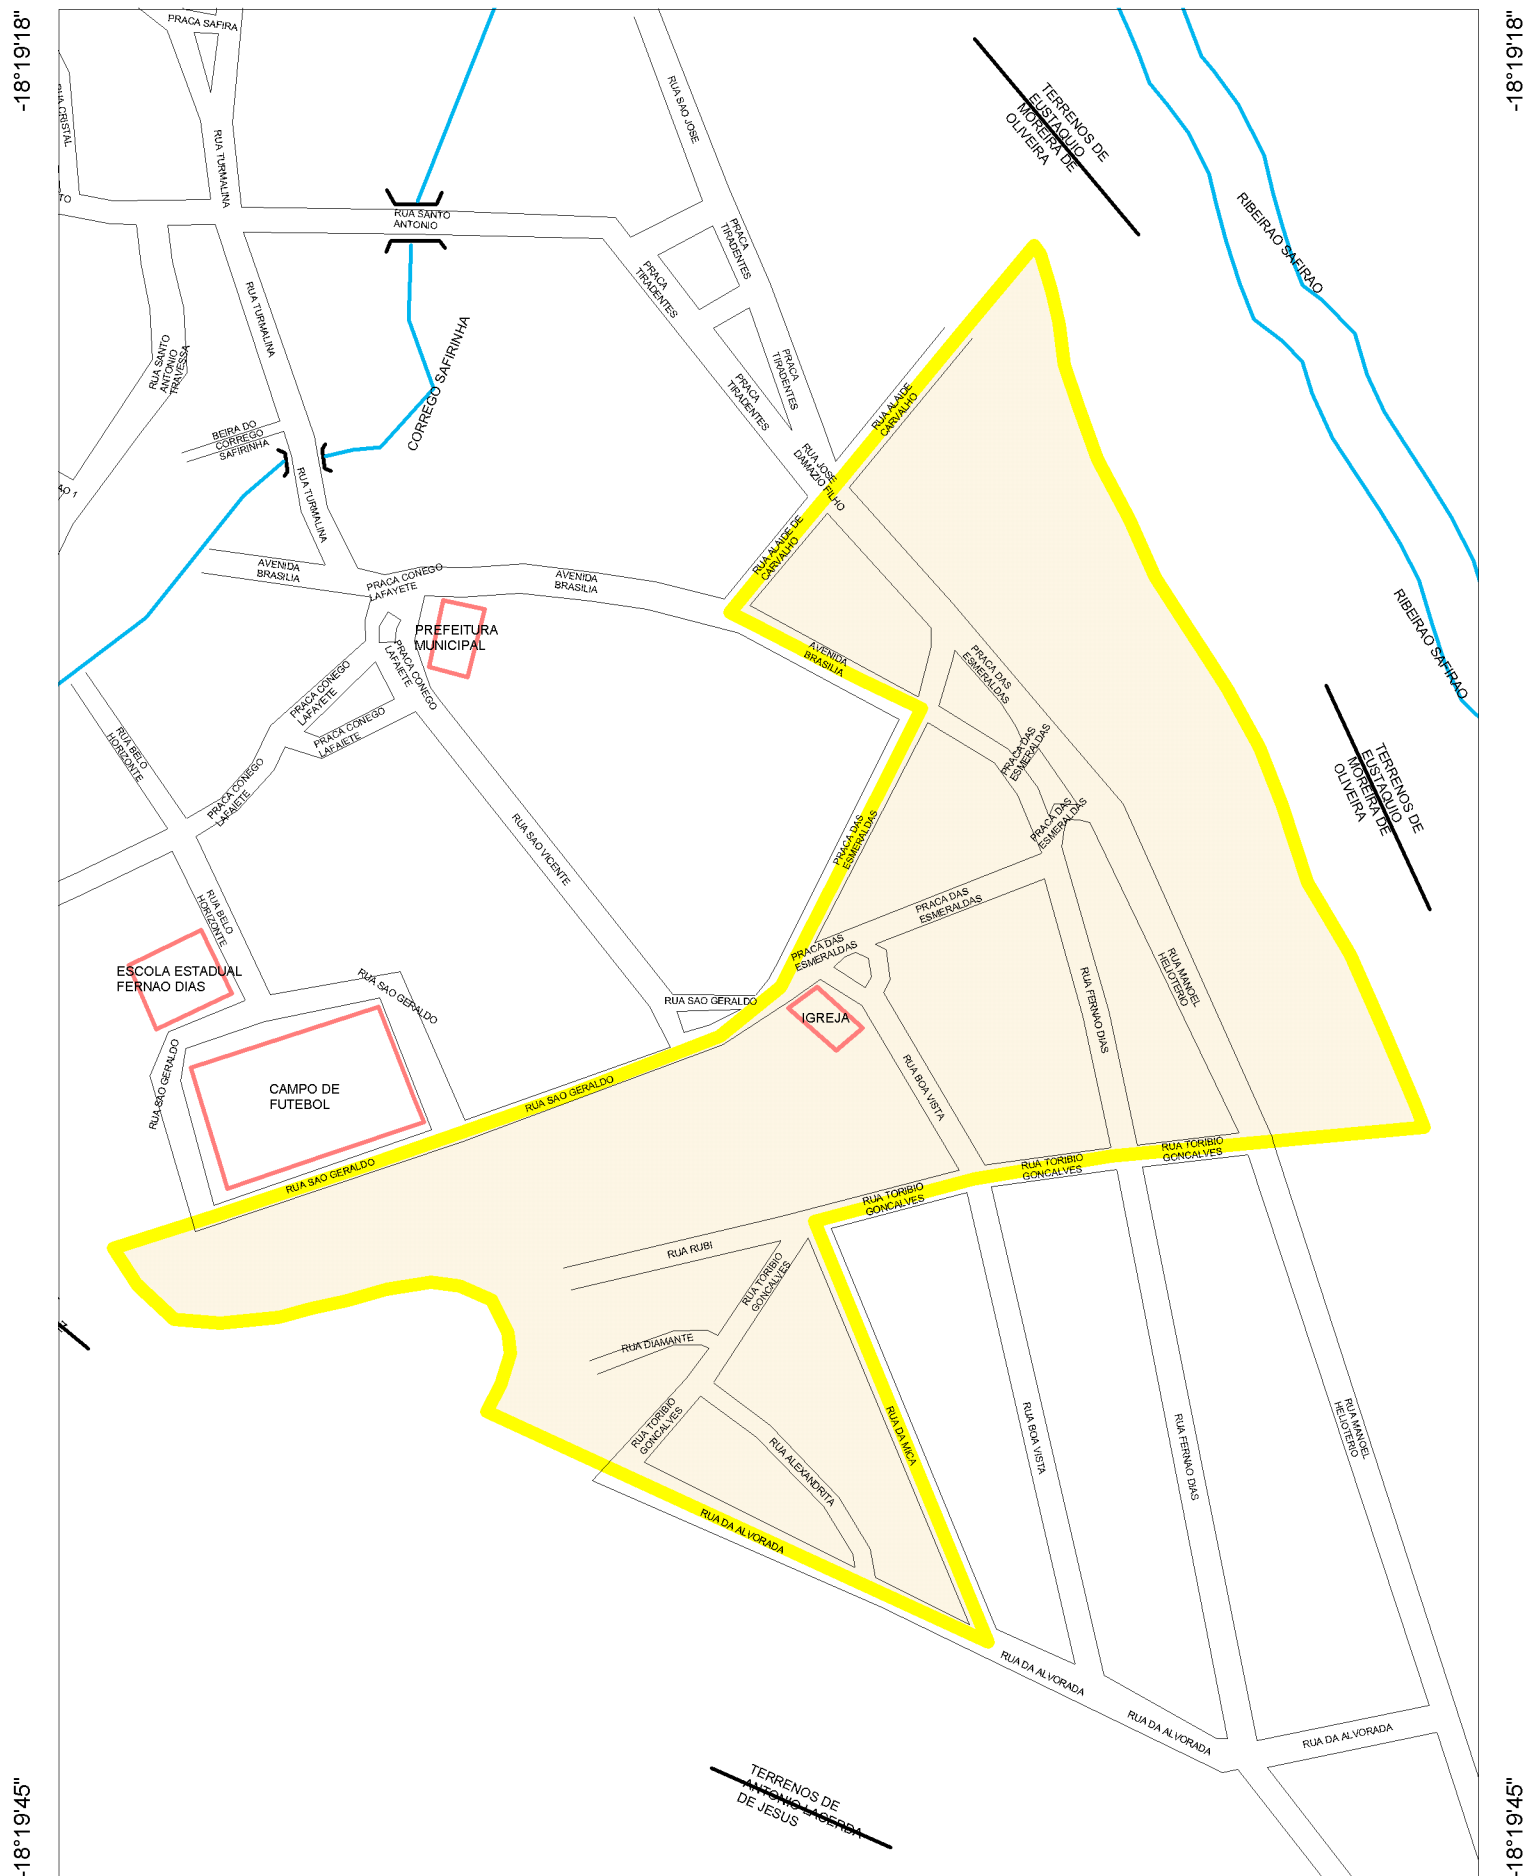 -18°19'18"
-18°19'18"
PRACA SAFIRA
RUA CRISTAL
RUA TURMALINA
RUA SAO JOSE
TERRENOS DE
EUSTAQUIO
MOREIRA DE
OLIVEIRA
TO
RUA SANTO
ANTONIO
PRACA
TIRADENTES
PRACA
TIRADENTES
RIBEIRAO SAFIRAO
RUA TURMALINA
RUA SANTO
ANTONIO
TRAVESSA
CORREGO SAFIRINHA
PRACA
TIRADENTES
PRACA
TIRADENTES
RUA ALAIDE
CARVALHO
BEIRA DO
CORREGO
SAFIRINHA
RUA TURMALINA
RUA JOSE
DAMAZIO FILHO
AO 1
RUA ALAIDE DE
CARVALHO
AVENIDA
BRASILIA
PRACA CONEGO
LAFAYETE
AVENIDA
BRASILIA
PREFEITURA
MUNICIPAL
PRACA CONEGO
LAFAIETE
PRACA CONEGO
LAFAYETE
PRACA CONEGO
LAFAIETE
AVENIDA
BRASILIA
PRACA DAS
ESMERALDAS
RIBEIRAO SAFIRAO
RUA BELO
HORIZONTE
PRACA CONEGO
LAFAIETE
PRACA DAS
ESMERALDAS
PRACA DAS
ESMERALDAS
PRACA DAS
ESMERALDAS
TERRENOS DE
EUSTAQUIO
MOREIRA DE
OLIVEIRA
RUA SAO VICENTE
RUA BELO
HORIZONTE
PRACA DAS
ESMERALDAS
PRACA DAS
ESMERALDAS
ESCOLA ESTADUAL
FERNAO DIAS
RUA SAO GERALDO
RUA SAO GERALDO
IGREJA
RUA FERNAO DIAS
RUA MANOEL
HELIOTERIO
RUA SAO GERALDO
CAMPO DE
FUTEBOL
RUA SAO GERALDO
RUA BOA VISTA
RUA SAO GERALDO
RUA TORIBIO
GONCALVES
RUA TORIBIO
GONCALVES
RUA TORIBIO
GONCALVES
RUA RUBI
RUA TORIBIO
GONCALVES
RUA DIAMANTE
RUA TORIBIO
GONCALVES
RUA ALEXANDRITA
RUA DA MICA
RUA BOA VISTA
RUA FERNAO DIAS
RUA MANOEL
HELIOTERIO
RUA DA ALVORADA
RUA DA ALVORADA
RUA DA ALVORADA
RUA DA ALVORADA
TERRENOS DE
ANTONIO LACERDA
DE JESUS
-18°19'45"
-18°19'45"